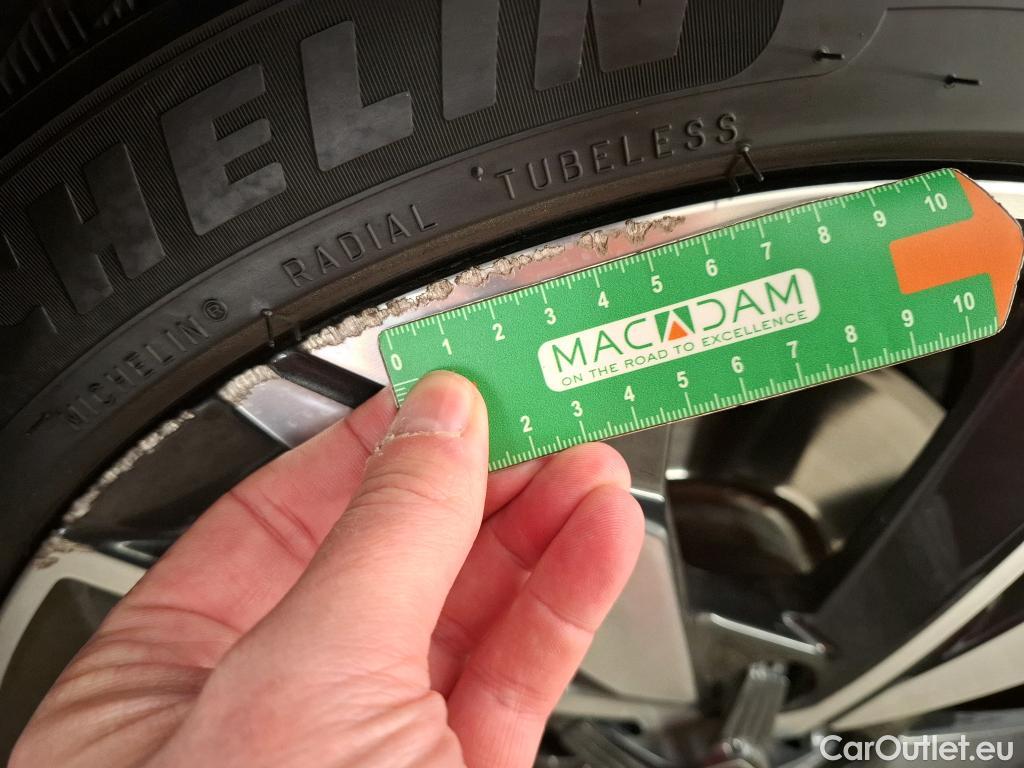 CHELIN
MICHELIN® RADIAL TUBELESS
0 1 2 3 4 5 6 7 8 9 10
MACADAM
ON THE ROAD TO EXCELLENCE
2 3 4 5 6 7 8 9 10
CarOutlet.eu